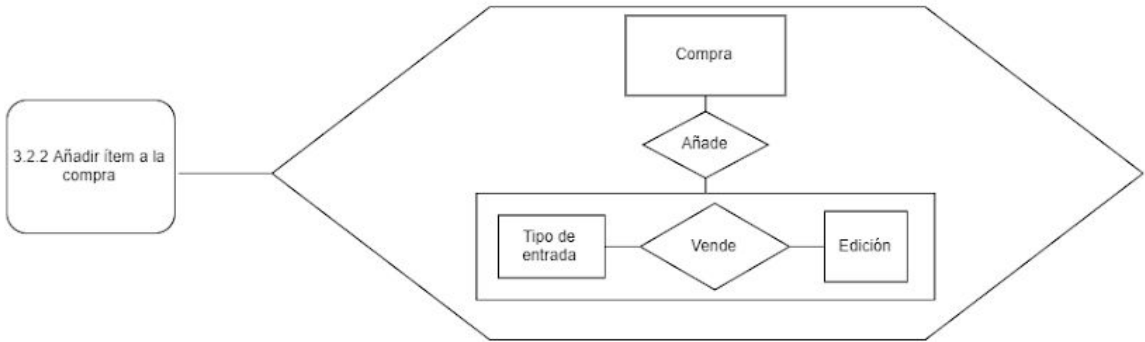 3.2.2 Añadir ítem a la
compra
Compra
Añade
Tipo de
entrada
Vende
Edición